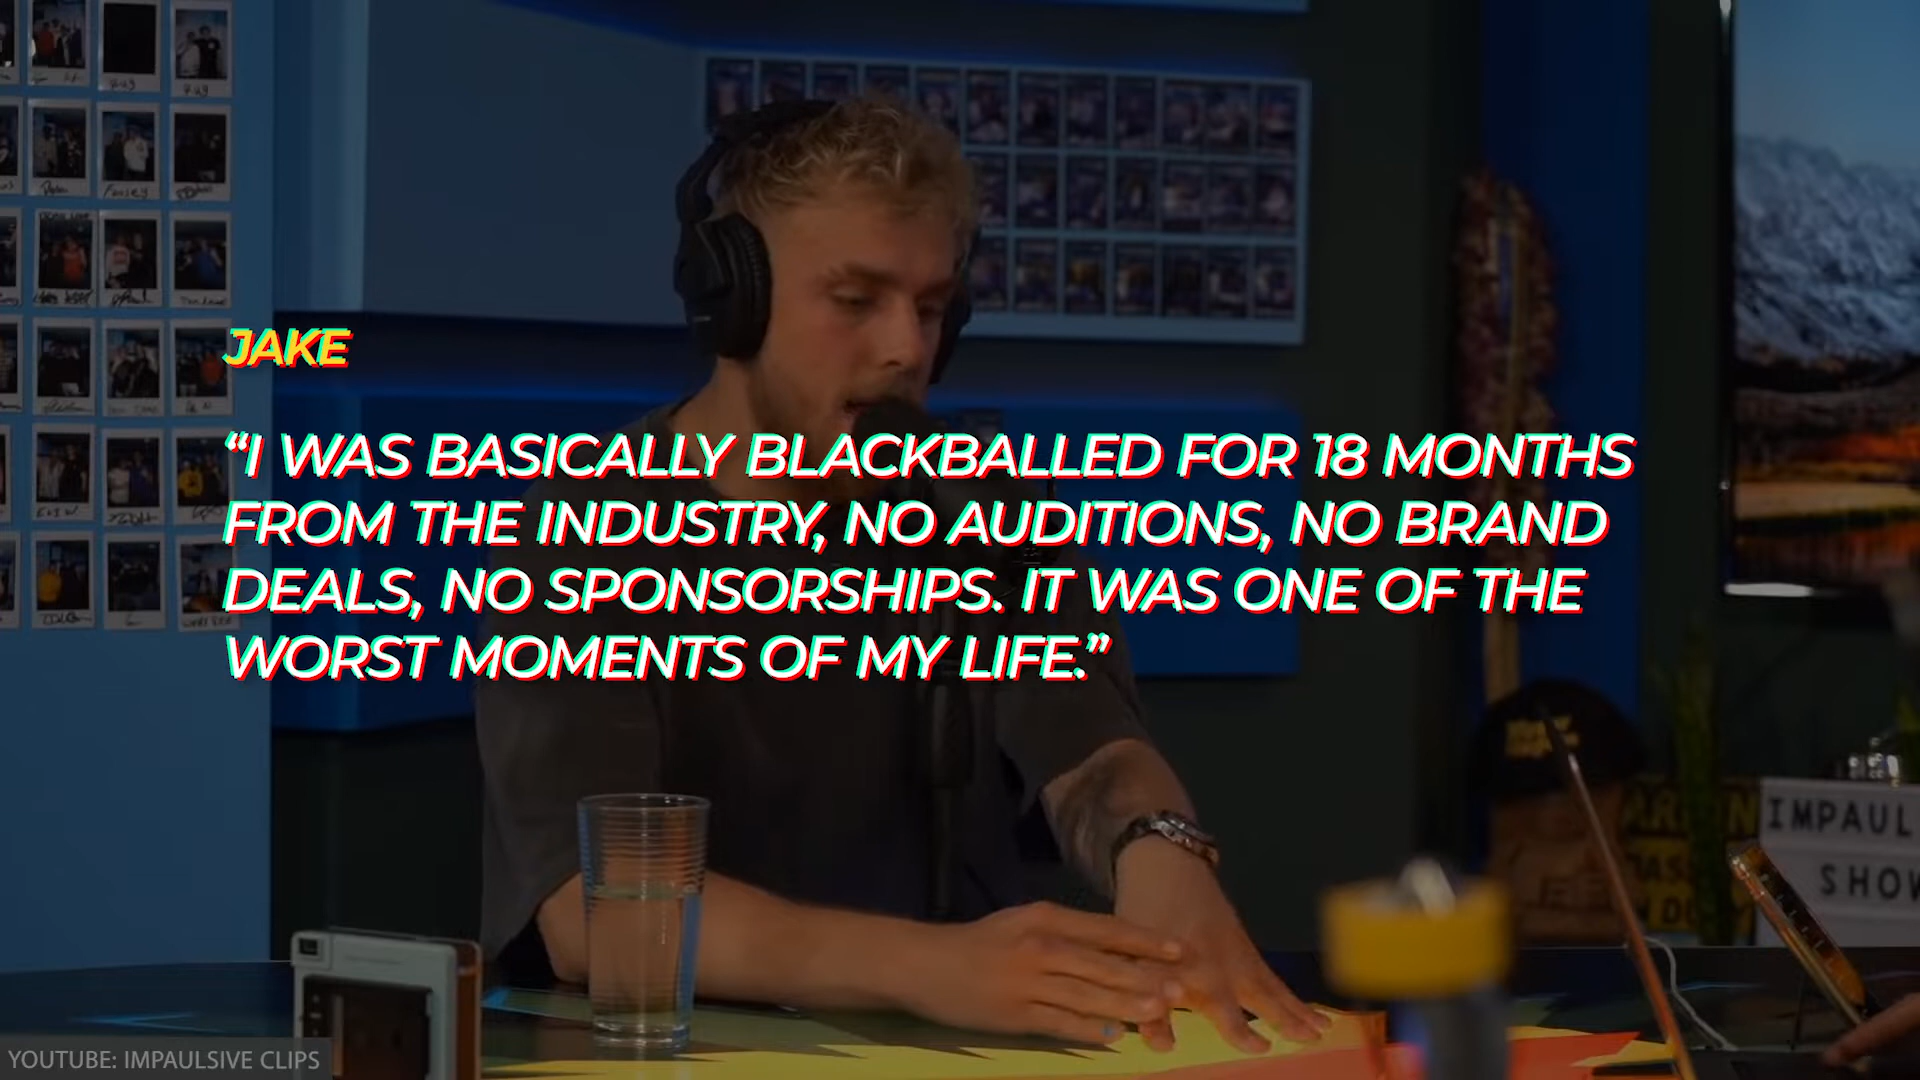 JAKE
“I WAS BASICALLY BLACKBALLED FOR 18 MONTHS
FROM THE INDUSTRY, NO AUDITIONS, NO BRAND
DEALS, NO SPONSORSHIPS. IT WAS ONE OF THE
WORST MOMENTS OF MY LIFE.”
IMPAUL
SHOW
YOUTUBE: IMPAULSIVE CLIPS